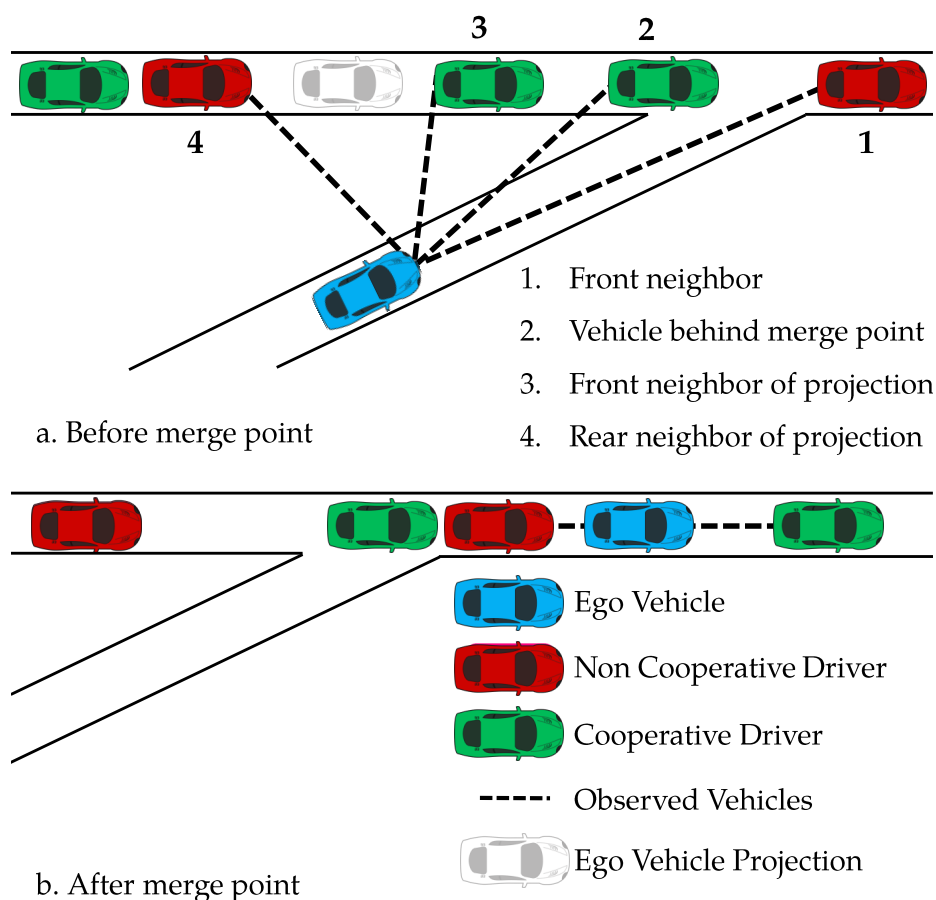 3
2
4
1
1. Front neighbor
2. Vehicle behind merge point
3. Front neighbor of projection
4. Rear neighbor of projection
a. Before merge point
Ego Vehicle
Non Cooperative Driver
Cooperative Driver
Observed Vehicles
Ego Vehicle Projection
b. After merge point